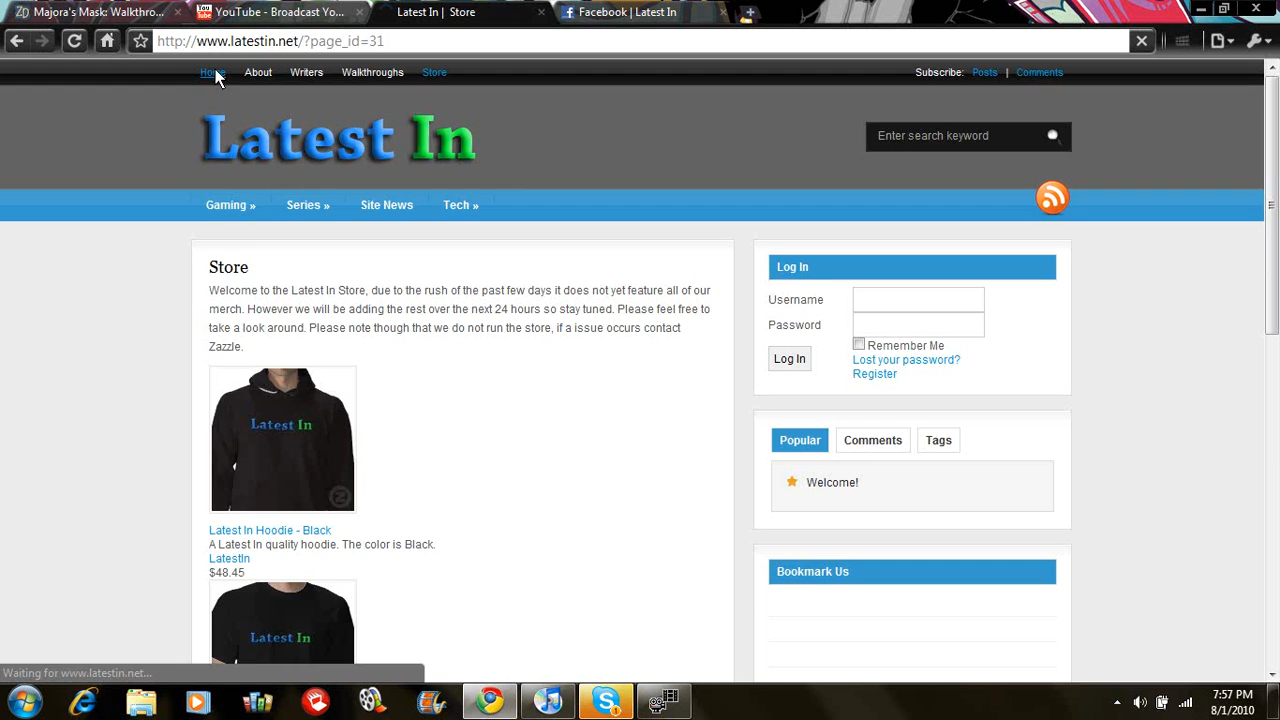 Majora's Mask: Walkthro...
YouTube - Broadcast Yo...
Latest In | Store
Facebook | Latest In
http://www.latestin.net/?page_id=31
Home About Writers Walkthroughs Store
Subscribe: Posts | Comments
Latest In
Enter search keyword
Gaming » Series » Site News Tech »
Store
Welcome to the Latest In Store, due to the rush of the past few days it does not yet feature all of our
merch. However we will be adding the rest over the next 24 hours so stay tuned. Please feel free to
take a look around. Please note though that we do not run the store, if a issue occurs contact
Zazzle.
Latest In
Latest In Hoodie - Black
A Latest In quality hoodie. The color is Black.
LatestIn
$48.45
Latest In
Log In
Username
Password
Remember Me
Log In
Lost your password?
Register
Popular Comments Tags
Welcome!
Bookmark Us
Waiting for www.latestin.net...
7:57 PM
8/1/2010